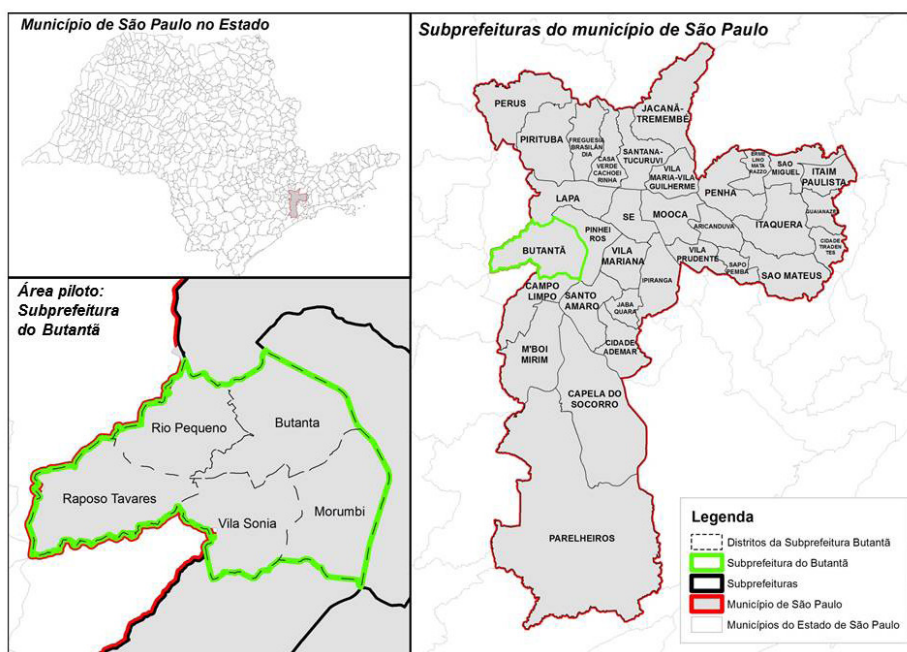 Município de São Paulo no Estado
Subprefeituras do município de São Paulo
PERUS
JAÇANÃ-
TREMEMBÉ
PIRITUBA
FREGUESIA
BRASILÂN
DIA
CASA
VERDE
CACHOEI
RINHA
SANTANA-
TUCURUVI
VILA
MARIA-VILA
GUILHERME
PENHA
ERME
LINO
MATA
RAZZO
SAO
MIGUEL
ITAIM
PAULISTA
LAPA
SE
MOOCA
ARICANDUVA
ITAQUERA
GUAIANAZES
CIDADE
TIRADEN
TES
BUTANTÃ
PINHEI
ROS
VILA
MARIANA
IPIRANGA
VILA
PRUDENTE
SAPO
PEMBA
SAO MATEUS
CAMPO
LIMPO
SANTO
AMARO
JABA
QUARA
CIDADE
ADEMAR
M'BOI
MIRIM
CAPELA DO
SOCORRO
PARELHEIROS
Área piloto:
Subprefeitura
do Butantã
Rio Pequeno
Butanta
Raposo Tavares
Vila Sonia
Morumbi
Legenda
Distritos da Subprefeitura Butantã
Subprefeitura do Butantã
Subprefeituras
Município de São Paulo
Municípios do Estado de São Paulo